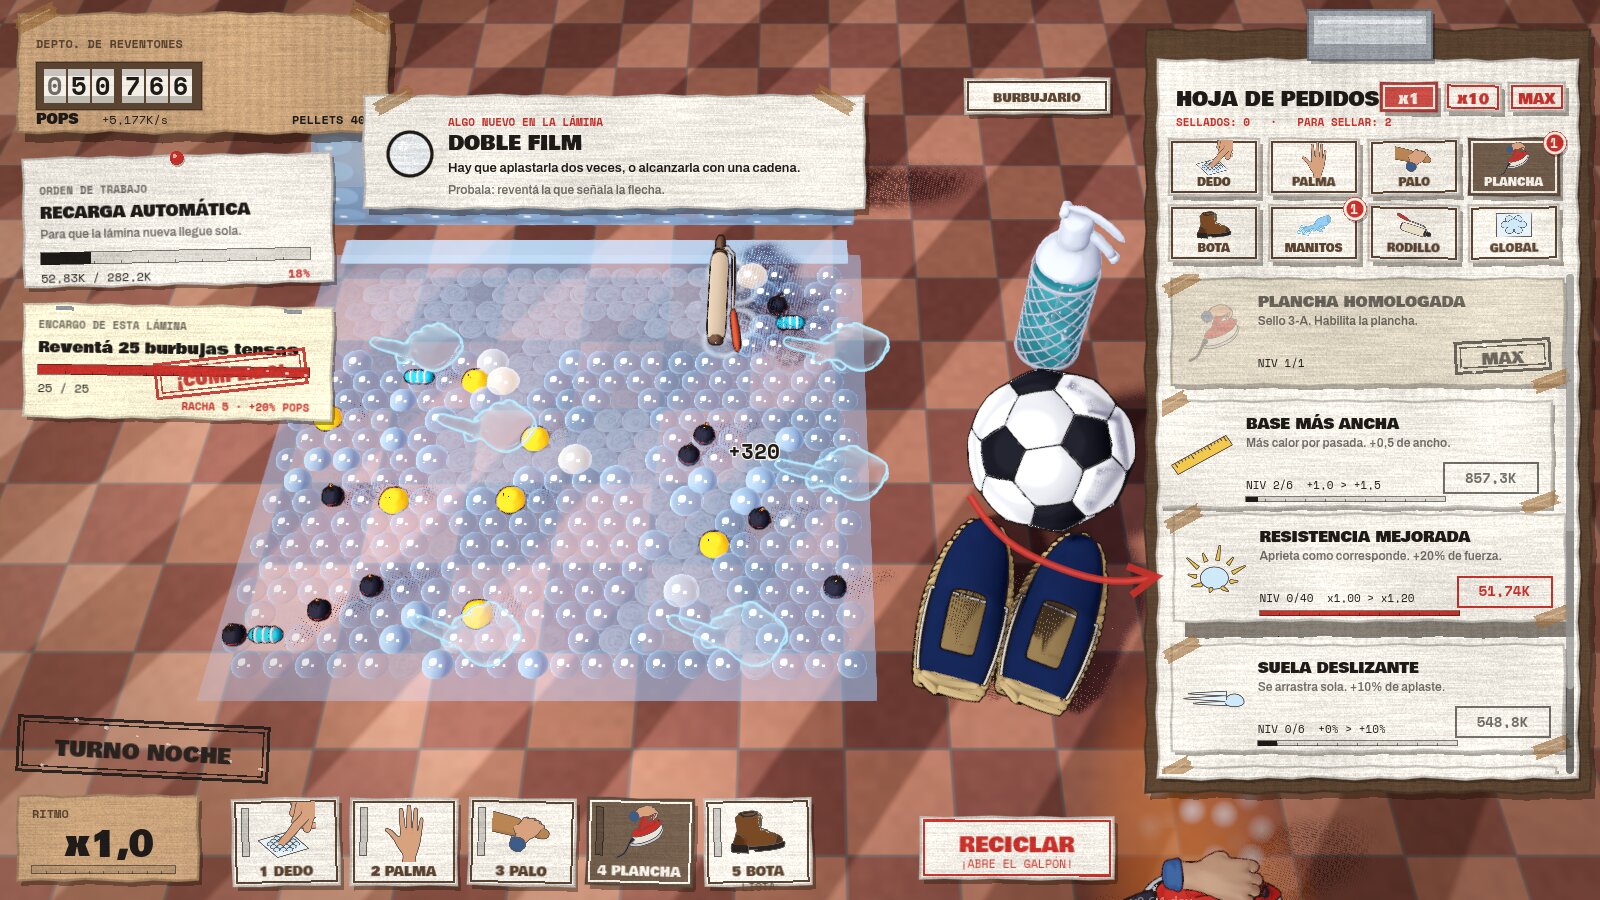 DEPTO. DE REVENTONES
050 766
POPS +5,177K/s PELLETS 40
ORDEN DE TRABAJO
RECARGA AUTOMÁTICA
Para que la lámina nueva llegue sola.
52,83K / 282,2K 18%
ENCARGO DE ESTA LÁMINA
Reventá 25 burbujas tensas
25 / 25
RACHA 5 · +20% POPS
ALGO NUEVO EN LA LÁMINA
DOBLE FILM
Hay que aplastarla dos veces, o alcanzarla con una cadena.
Probala: reventá la que señala la flecha.
BURBUJARIO
+320
HOJA DE PEDIDOS x1 x10 MAX
SELLADOS: 0 · PARA SELLAR: 2
DEDO PALMA PALO PLANCHA 1
BOTA MANITOS 1 RODILLO GLOBAL
PLANCHA HOMOLOGADA
Sello 3-A. Habilita la plancha.
NIV 1/1 MAX
BASE MÁS ANCHA
Más calor por pasada. +0,5 de ancho.
NIV 2/6 +1,0 > +1,5 857,3K
RESISTENCIA MEJORADA
Aprieta como corresponde. +20% de fuerza.
NIV 0/40 x1,00 > x1,20 51,74K
SUELA DESLIZANTE
Se arrastra sola. +10% de aplaste.
NIV 0/6 +0% > +10% 548,8K
TURNO NOCHE
RITMO
x1,0
1 DEDO 2 PALMA 3 PALO 4 PLANCHA 5 BOTA
RECICLAR
¡ABRE EL GALPÓN!